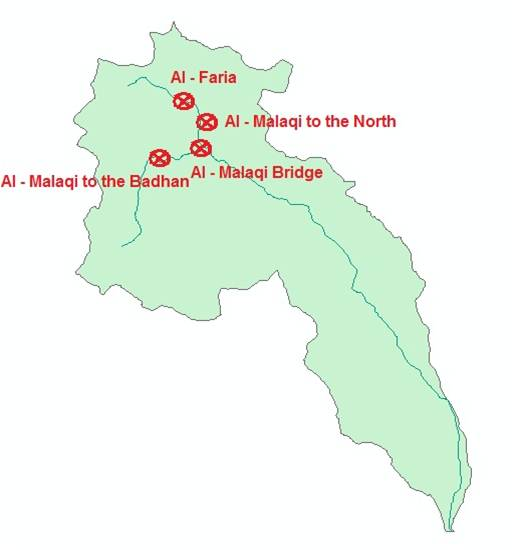 Al - Faria
Al - Malaqi to the North
Al - Malaqi Bridge
Al - Malaqi to the Badhan